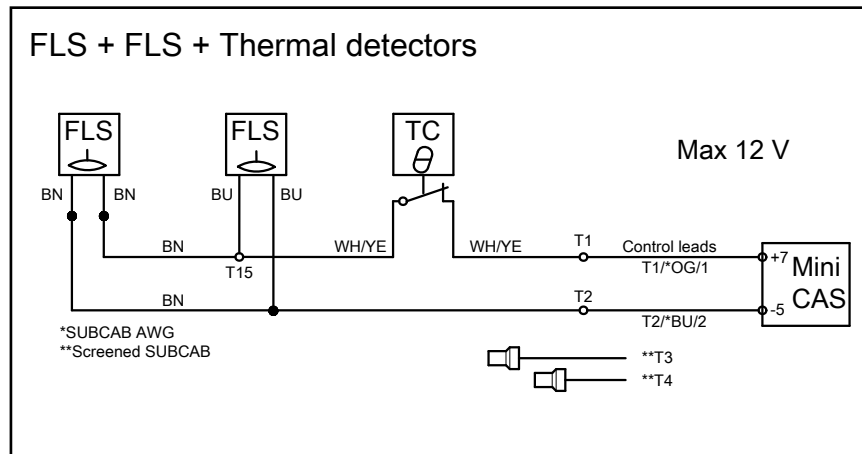 FLS + FLS + Thermal detectors
FLS
FLS
TC
Max 12 V
BN
BN
BU
BU
BN
WH/YE
WH/YE
T1
Control leads
+7
Mini
CAS
T15
T1/*OG/1
BN
T2
-5
T2/*BU/2
*SUBCAB AWG
**Screened SUBCAB
**T3
**T4